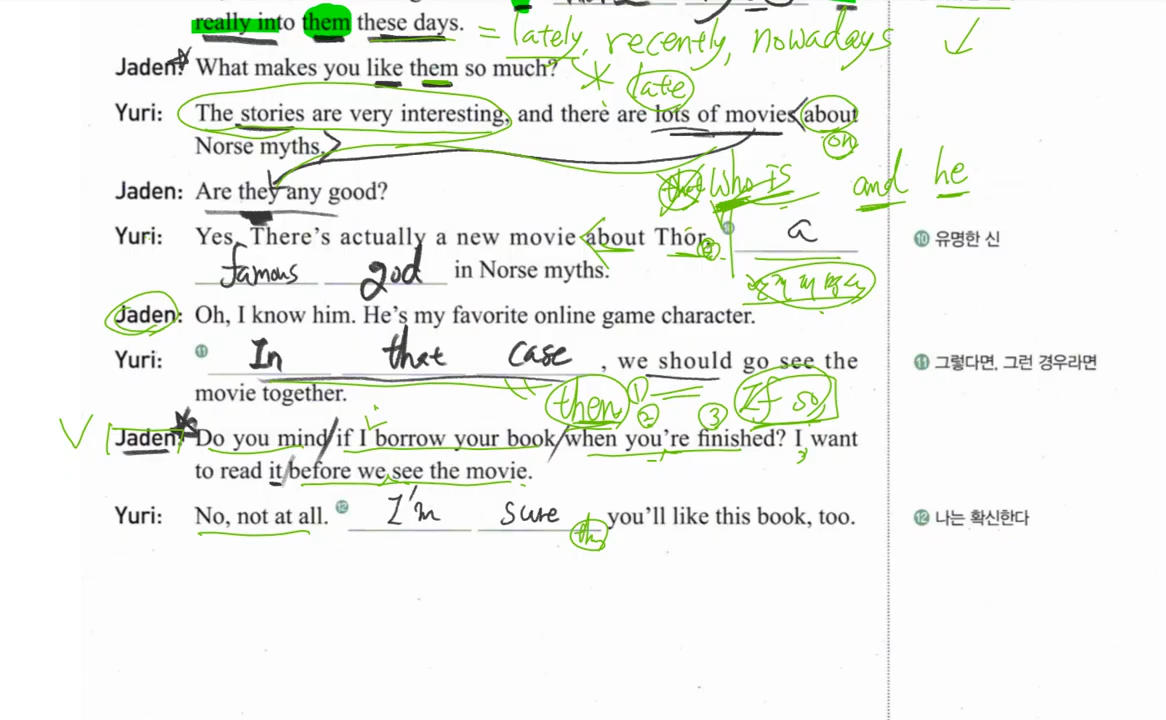 really into them these days. = lately, recently, nowadays
Jaden: What makes you like them so much?
late
Yuri: The stories are very interesting, and there are lots of movies about
on
Norse myths.
that who is and he
Jaden: Are they any good?
Yuri: Yes. There's actually a new movie about Thor, a ⑩ 유명한 신
famous god in Norse myths.
Jaden: Oh, I know him. He's my favorite online game character.
Yuri: ⑪ In that case, we should go see the ⑪ 그렇다면, 그런 경우라면
movie together. then ① ② ③ If so,
Jaden: Do you mind / if I borrow your book / when you're finished? I want
to read it / before we see the movie.
Yuri: No, not at all. ⑫ I'm sure you'll like this book, too. ⑫ 나는 확신한다